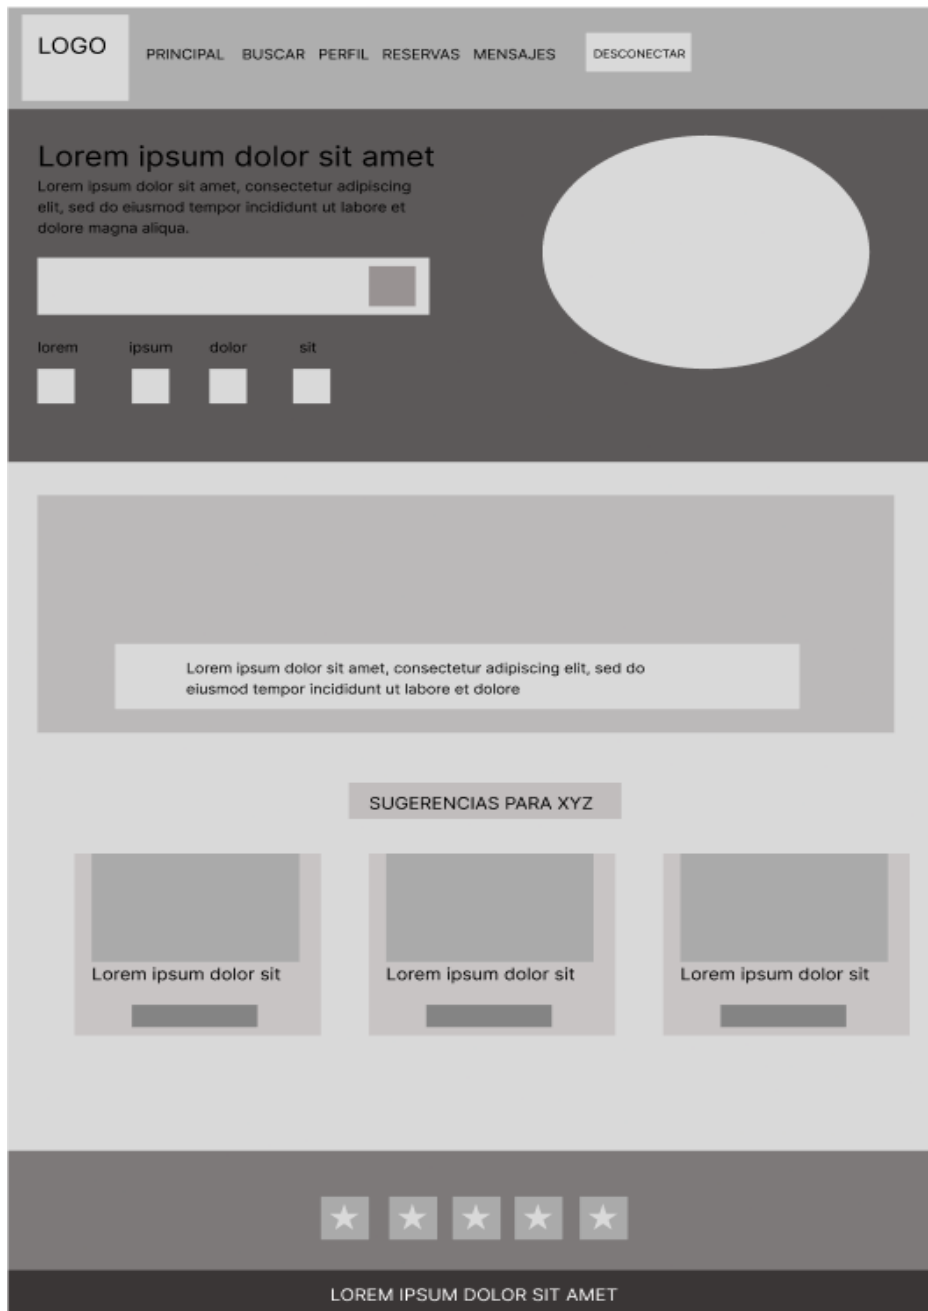 LOGO
PRINCIPAL BUSCAR PERFIL RESERVAS MENSAJES DESCONECTAR
Lorem ipsum dolor sit amet
Lorem ipsum dolor sit amet, consectetur adipiscing
elit, sed do eiusmod tempor incididunt ut labore et
dolore magna aliqua.
lorem ipsum dolor sit
Lorem ipsum dolor sit amet, consectetur adipiscing elit, sed do
eiusmod tempor incididunt ut labore et dolore
SUGERENCIAS PARA XYZ
Lorem ipsum dolor sit
Lorem ipsum dolor sit
Lorem ipsum dolor sit
LOREM IPSUM DOLOR SIT AMET